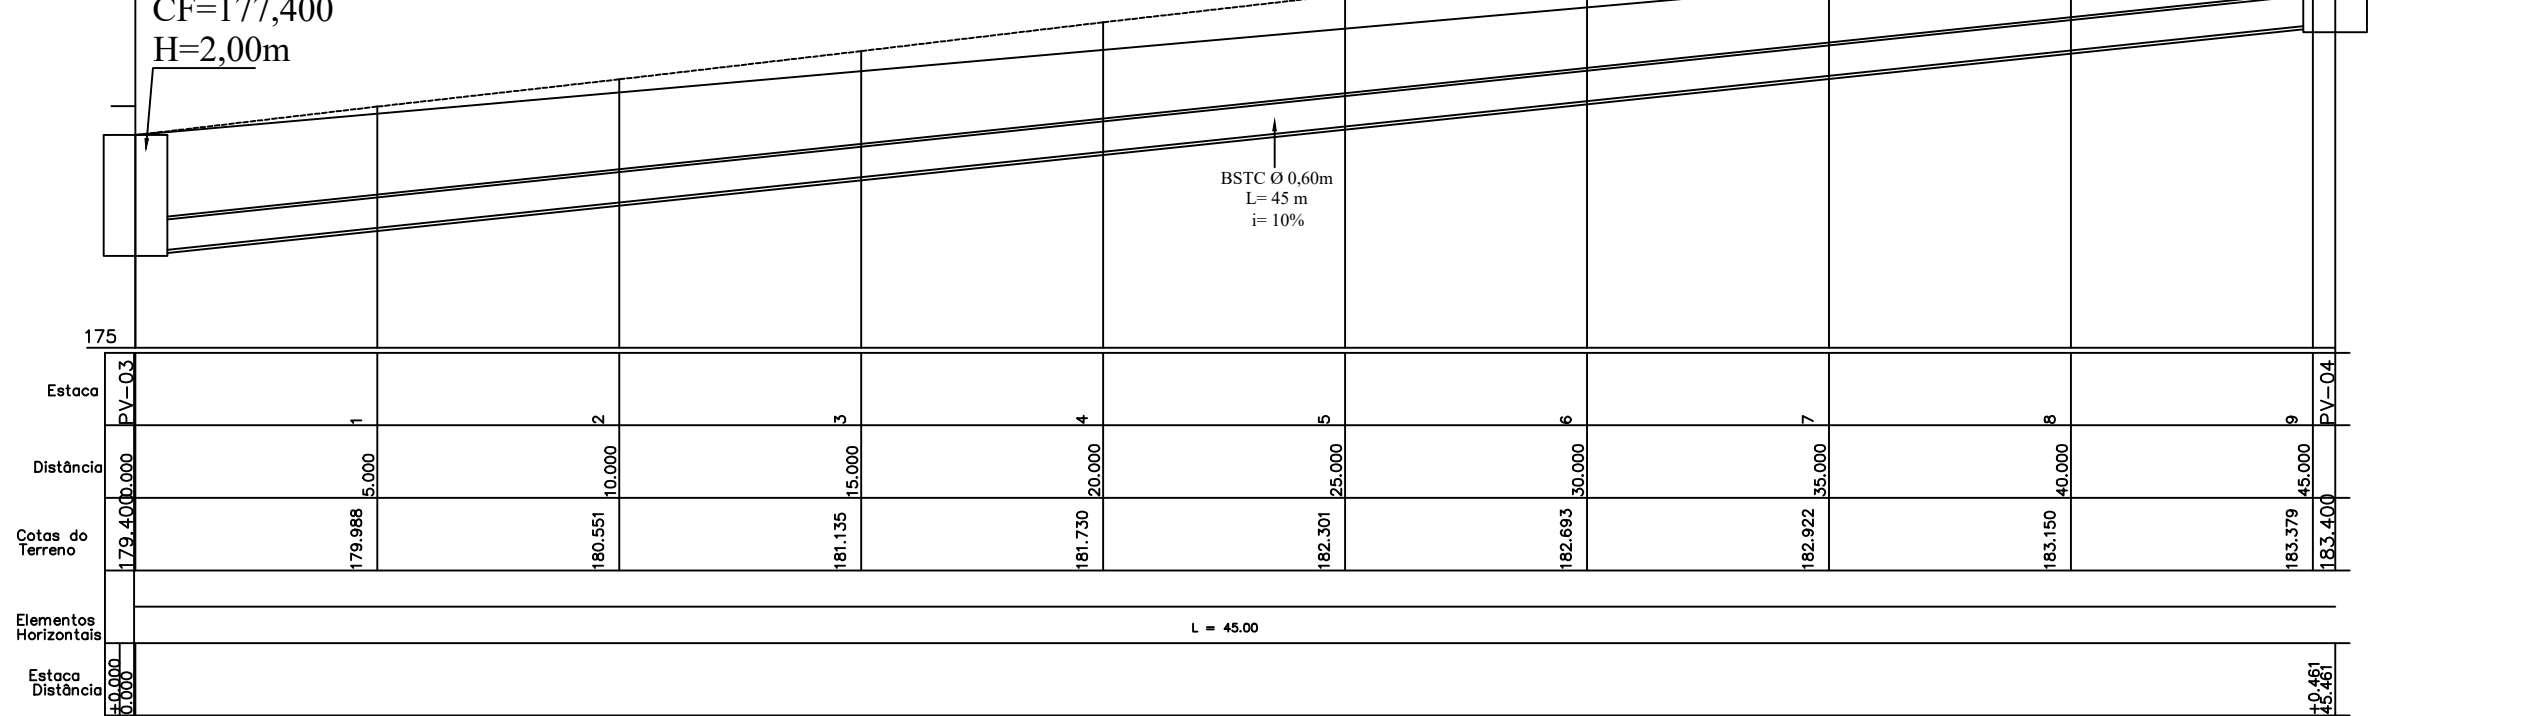 CF=177,400
H=2,00m
BSTC Ø 0,60m
L= 45 m
i= 10%
175
Estaca
PV-03
1
2
3
4
5
6
7
8
9
PV-04
Distância
0.000
5.000
10.000
15.000
20.000
25.000
30.000
35.000
40.000
45.000
Cotas do
Terreno
179.400
179.988
180.551
181.135
181.730
182.301
182.693
182.922
183.150
183.379
183.400
Elementos
Horizontais
L = 45.00
Estaca
Distância
+0.000
0.000
+0.461
45.461